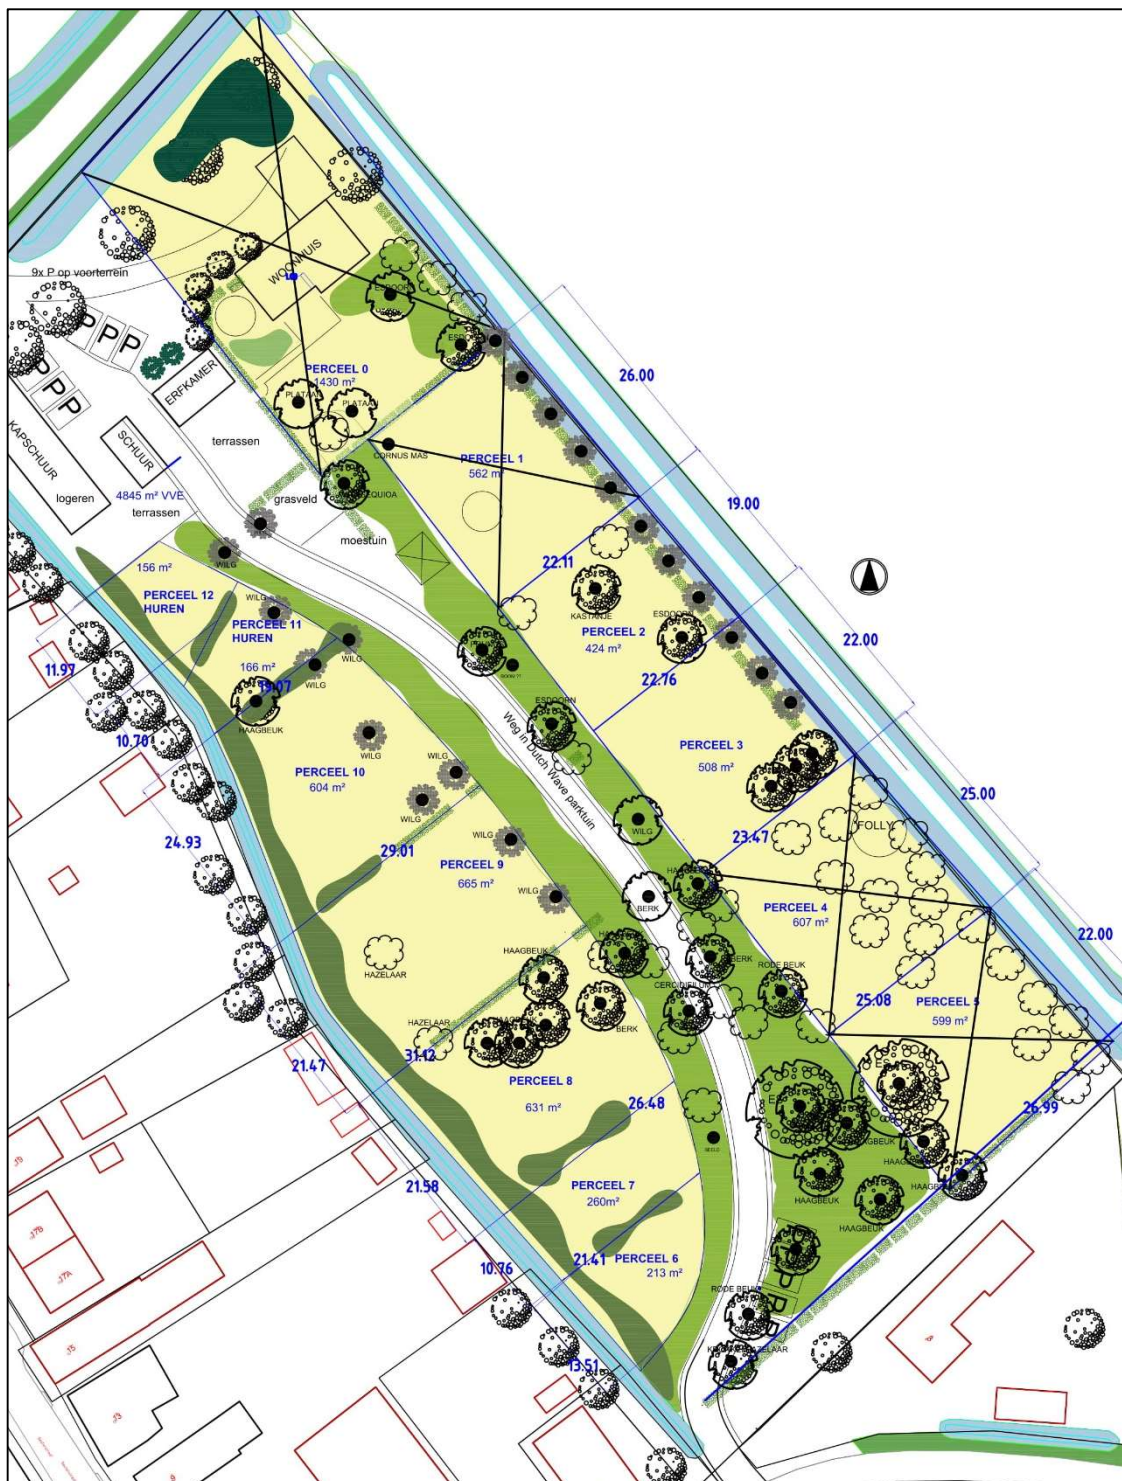 WOONHUIS
9x P op voorterrein
ESDOORN
ESDOORN
26.00
P P P
PERCEEL 0
1430 m²
ERFKAMER
PLATAAN
PLATAAN
P P P
KAPSCHUUR
SCHUUR
terrassen
CORNUS MAS
PERCEEL 1
562 m²
logeren
4845 m² VVE
terrassen
grasveld
moestuin
19.00
22.11
156 m²
WILG
PERCEEL 12
HUREN
WILG
PERCEEL 11
HUREN
166 m²
WILG
KASTANJE
ESDOORN
PERCEEL 2
424 m²
22.00
11.97
19.07
WILG
22.76
HAAGBEUK
ESDOORN
Weg in Dutch Wave parktuin
10.70
WILG
PERCEEL 3
508 m²
PERCEEL 10
604 m²
WILG
WILG
25.00
24.93
29.01
WILG
WILG
23.47
FOLLY
PERCEEL 9
665 m²
WILG
BERK
PERCEEL 4
607 m²
22.00
HAAGBEUK
BERK
RODE BEUK
HAZELAAR
25.08
PERCEEL 5
599 m²
HAZELAAR
BERK
31.12
21.47
PERCEEL 8
631 m²
26.48
26.99
HAAGBEUK
HAAGBEUK
21.58
PERCEEL 7
260m²
HAAGBEUK
21.41
PERCEEL 6
213 m²
10.76
RODE BEUK
13.51
J7B
J7A
J5
J3